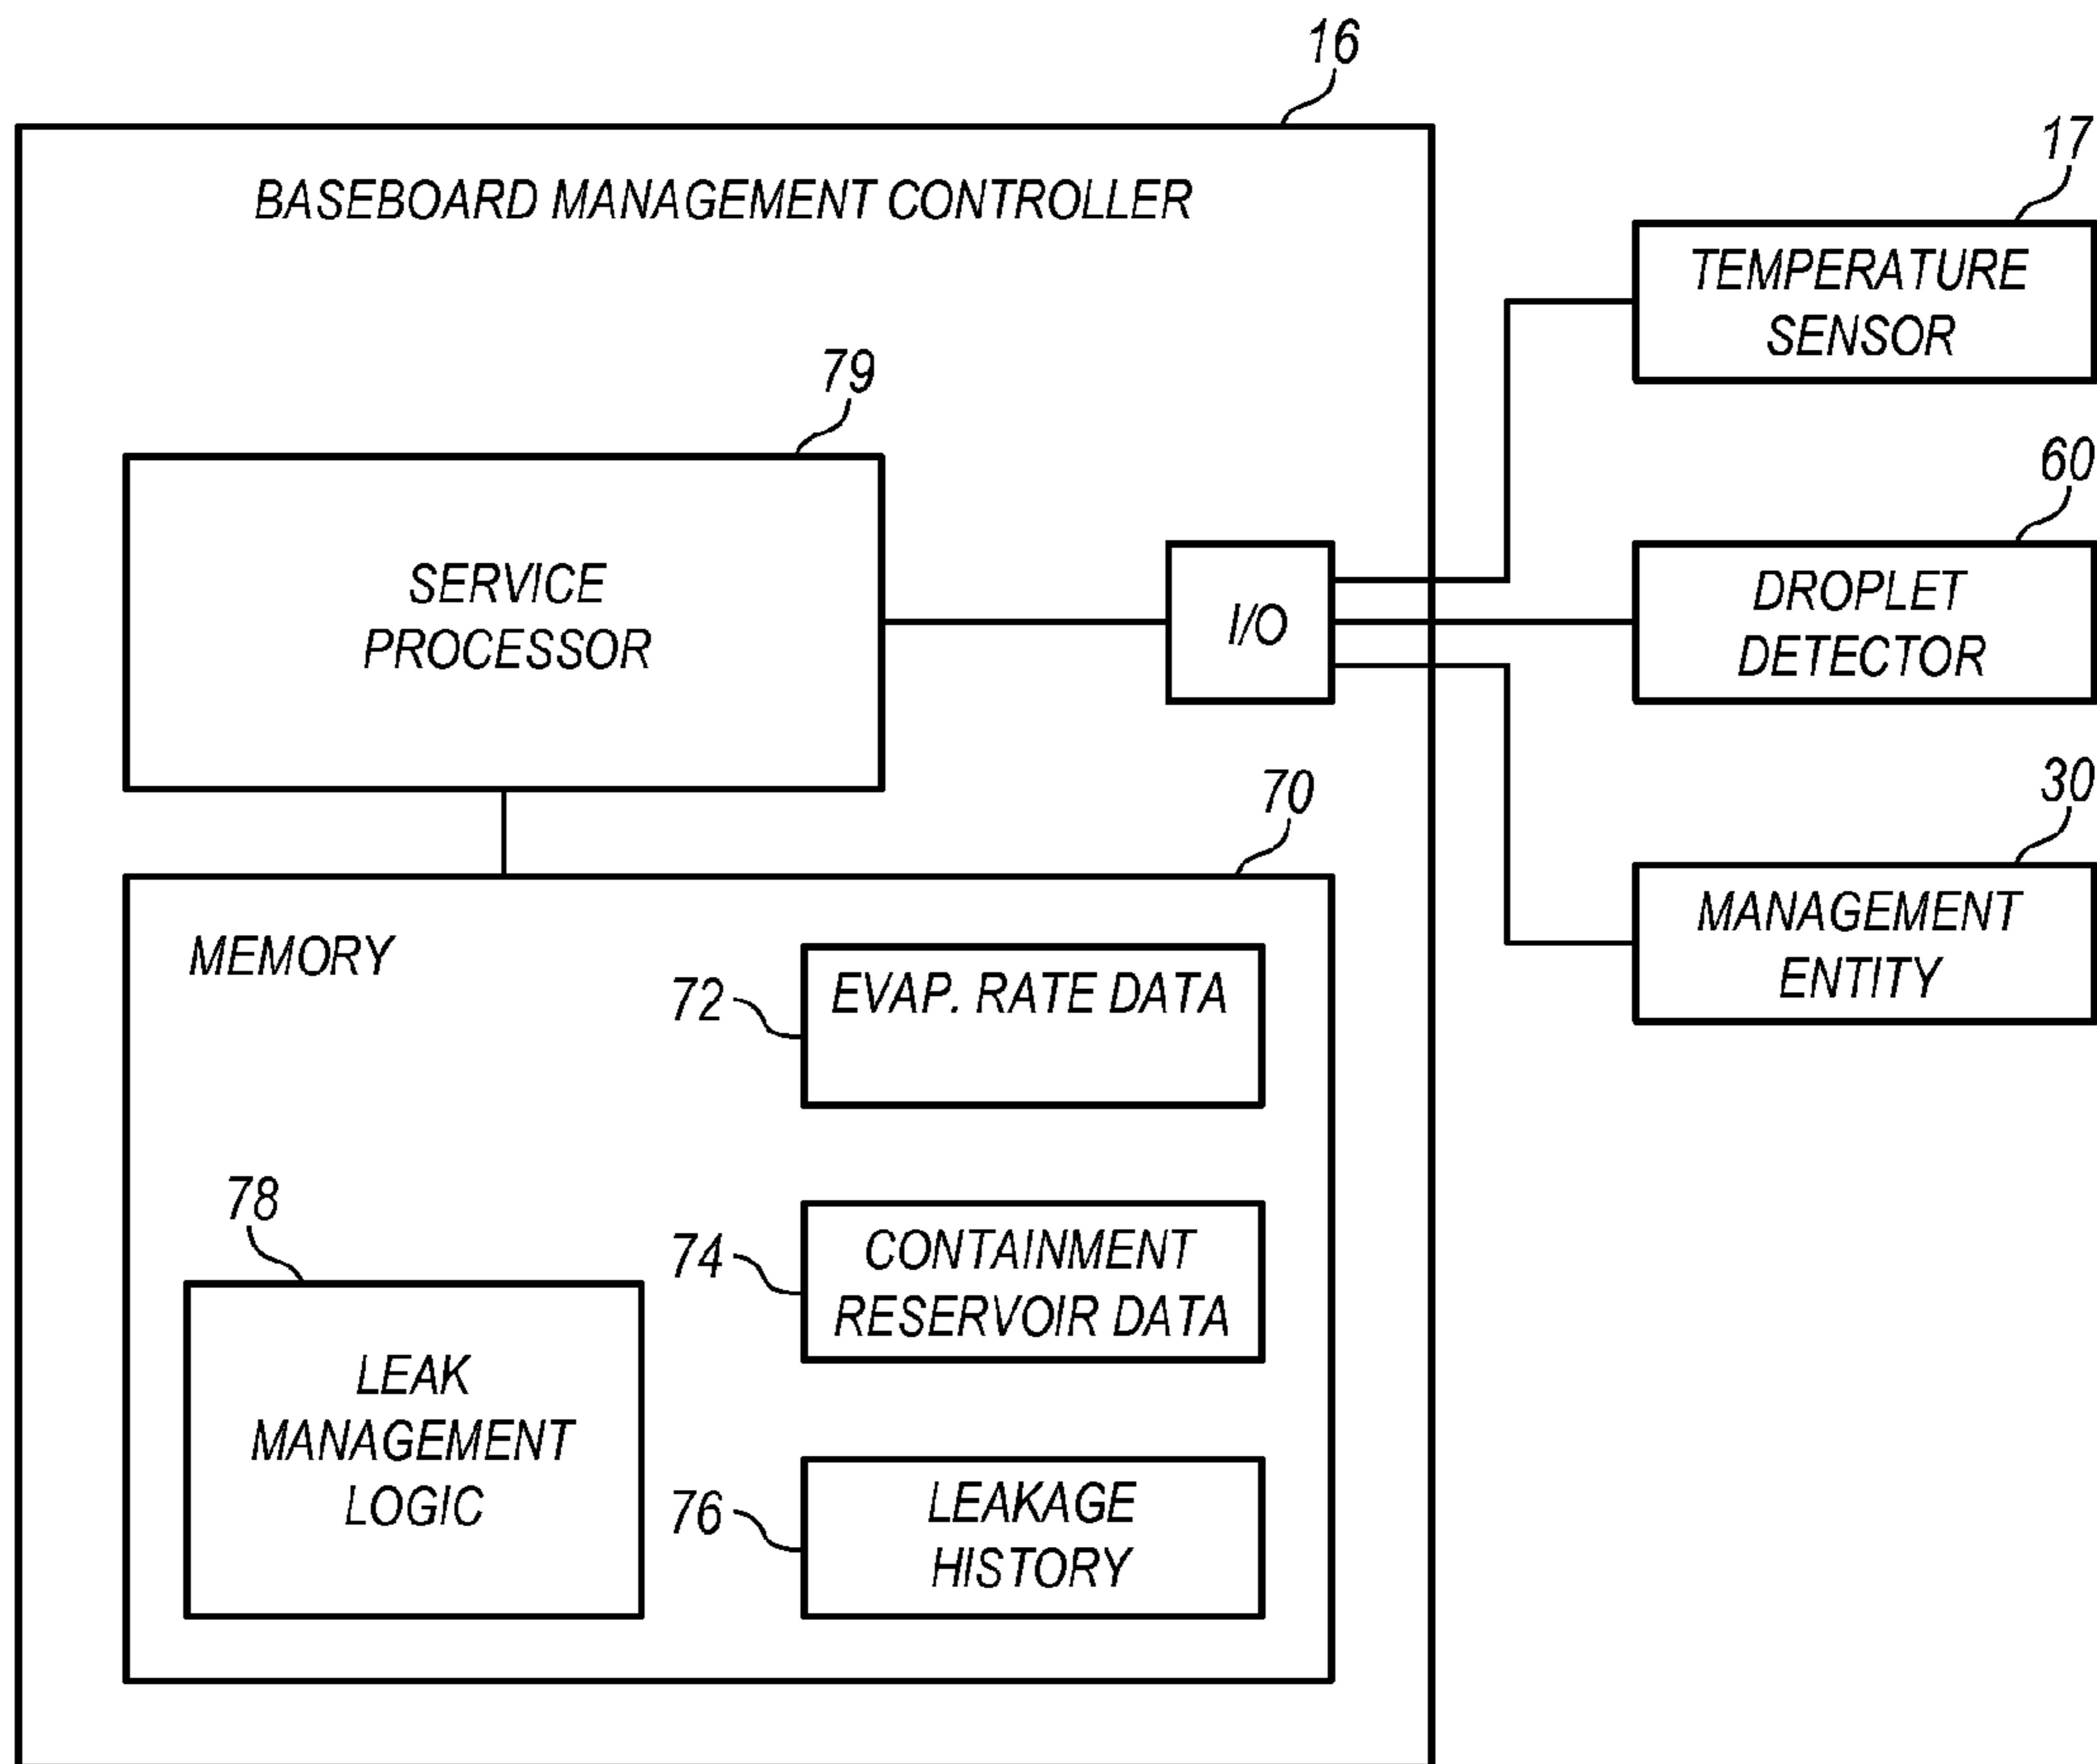 16
BASEBOARD MANAGEMENT CONTROLLER
17
TEMPERATURE
SENSOR
79
SERVICE
PROCESSOR
I/O
60
DROPLET
DETECTOR
30
MANAGEMENT
ENTITY
70
MEMORY
72
EVAP. RATE DATA
74
CONTAINMENT
RESERVOIR DATA
78
LEAK
MANAGEMENT
LOGIC
76
LEAKAGE
HISTORY